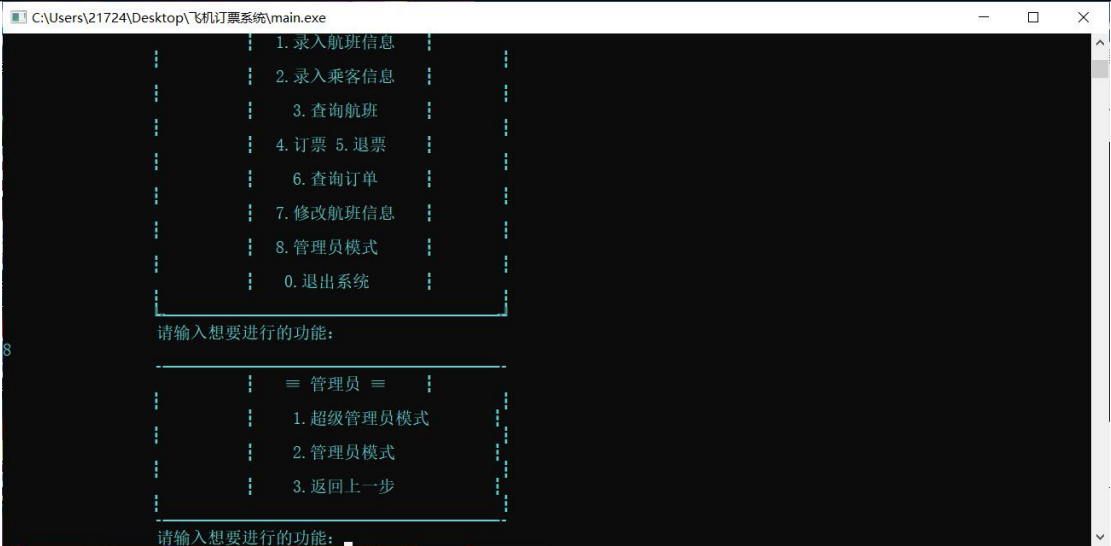 C:\Users\21724\Desktop\飞机订票系统\main.exe
1.录入航班信息
2.录入乘客信息
3.查询航班
4.订票 5.退票
6.查询订单
7.修改航班信息
8.管理员模式
0.退出系统
请输入想要进行的功能:
8
≡ 管理员 ≡
1.超级管理员模式
2.管理员模式
3.返回上一步
请输入想要进行的功能: